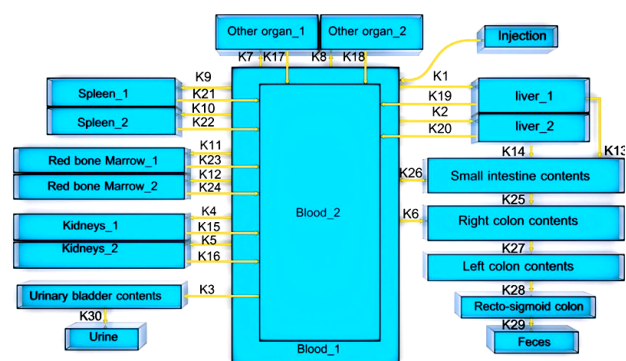 Other organ_1 Other organ_2
Injection
K7 K17 K8 K18
K9 K1
Spleen_1 K21 K19 liver_1
K10 K2
Spleen_2 K22 K20 liver_2
K11 K14 K13
Red bone Marrow_1 K23 K26 Small intestine contents
K12
Red bone Marrow_2 K24 K25
Blood_2
K4 K6 Right colon contents
Kidneys_1 K15
K5 K27
Kidneys_2 K16 Left colon contents
K3 K28
Urinary bladder contents Recto-sigmoid colon
K30 K29
Urine Blood_1 Feces